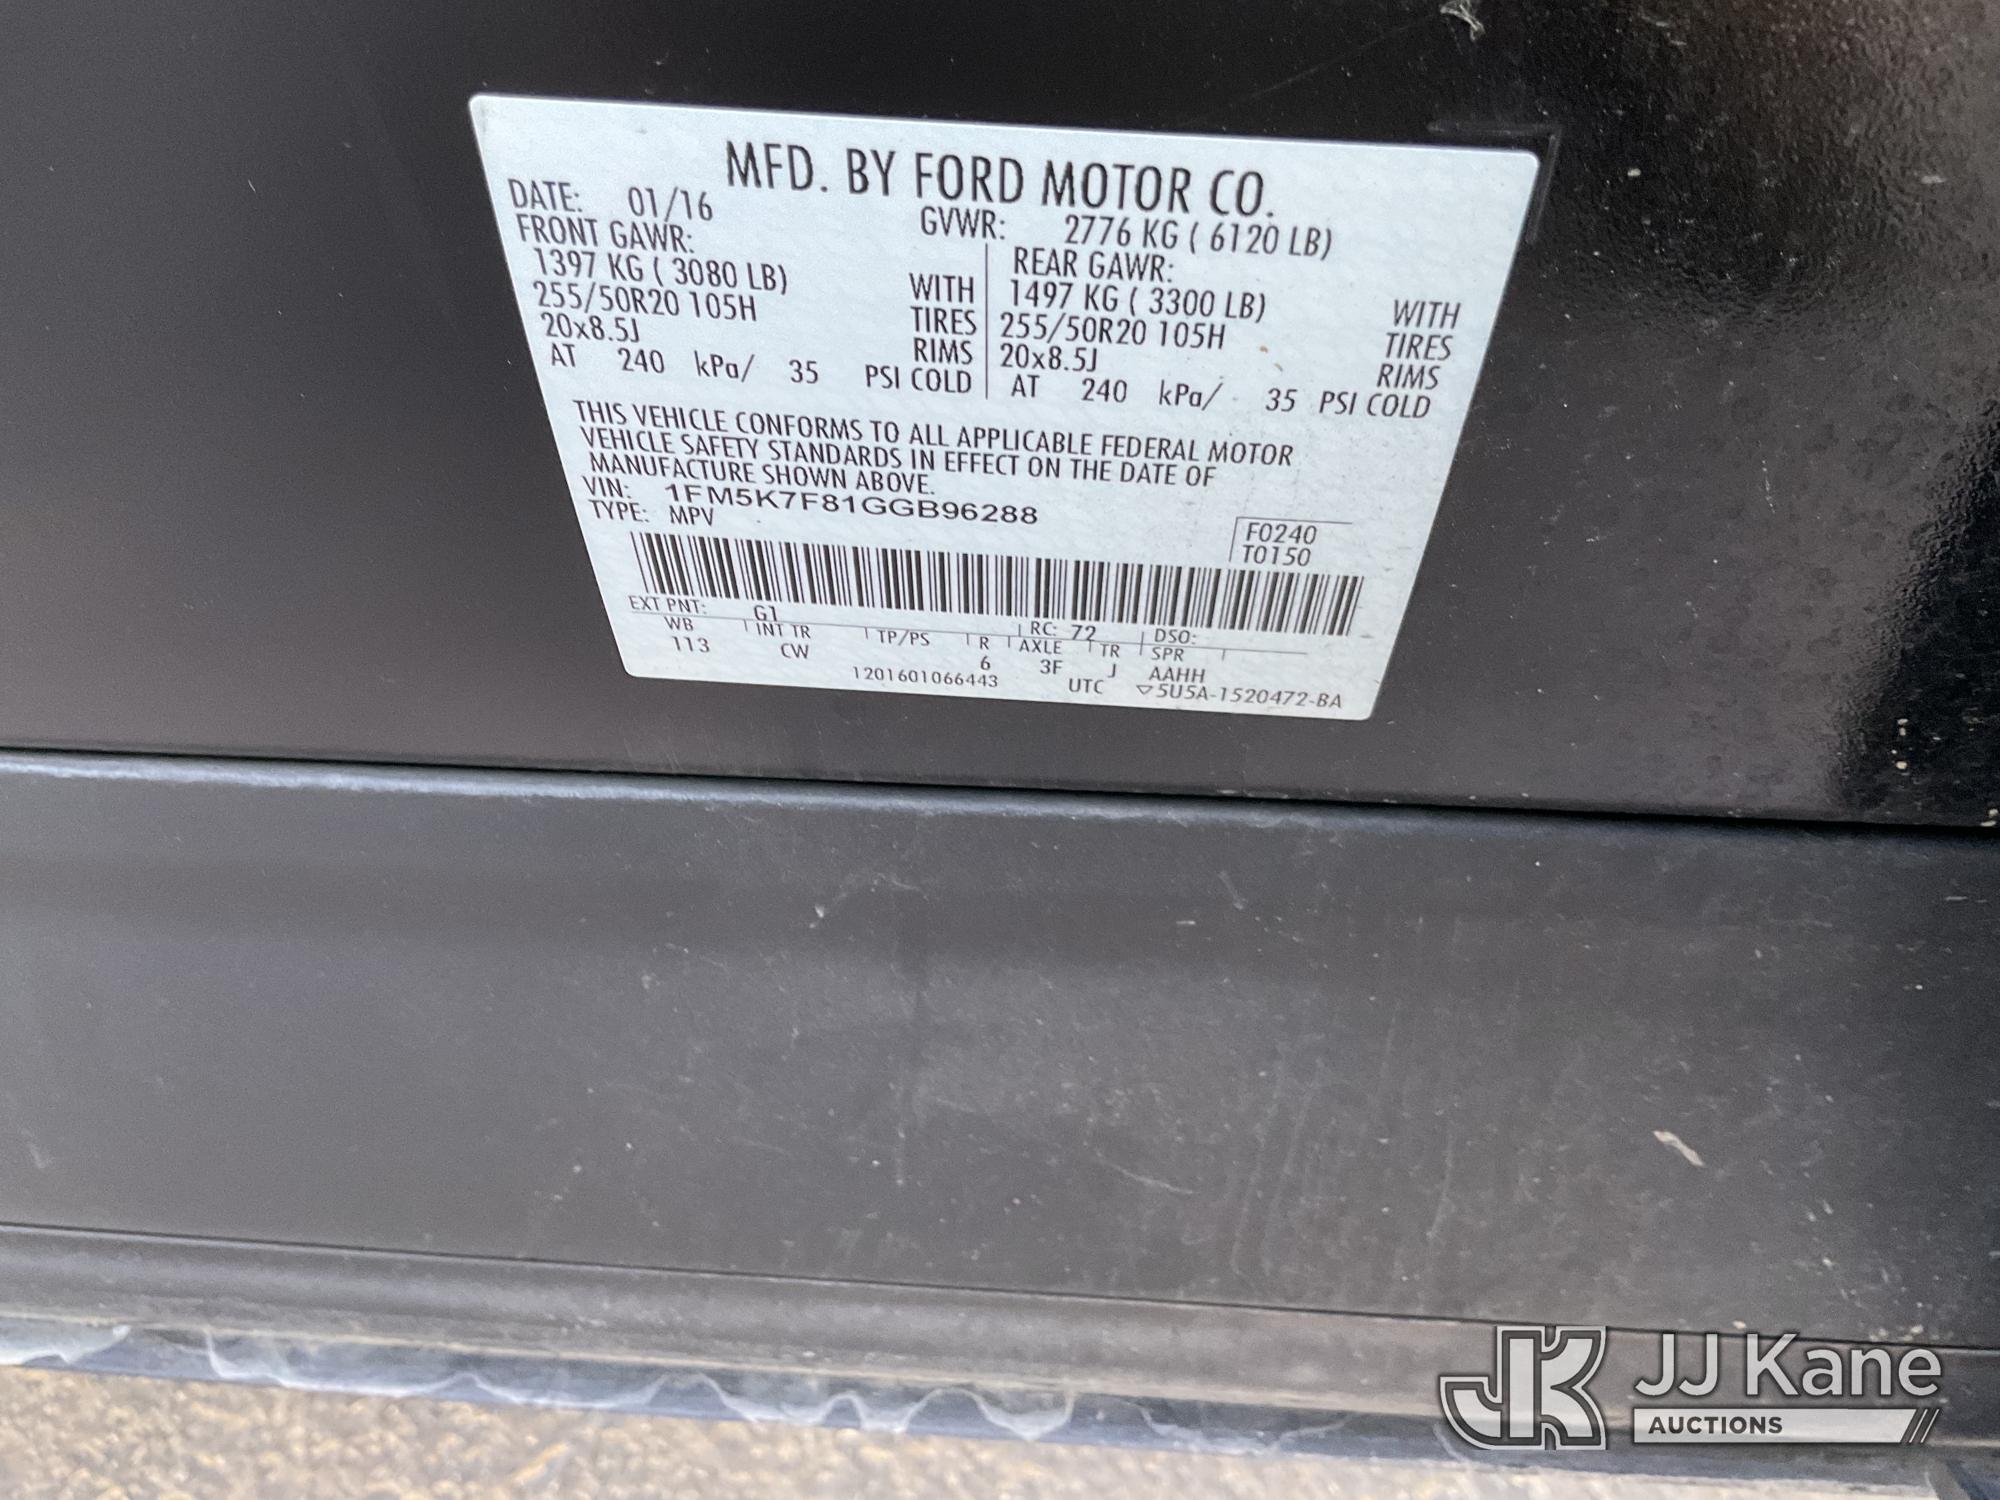 MFD. BY FORD MOTOR CO.
DATE: 01/16 GVWR: 2776 KG ( 6120 LB)
FRONT GAWR: REAR GAWR:
1397 KG ( 3080 LB) WITH 1497 KG ( 3300 LB) WITH
255/50R20 105H TIRES 255/50R20 105H TIRES
20x8.5J RIMS 20x8.5J RIMS
AT 240 kPa/ 35 PSI COLD AT 240 kPa/ 35 PSI COLD
THIS VEHICLE CONFORMS TO ALL APPLICABLE FEDERAL MOTOR
VEHICLE SAFETY STANDARDS IN EFFECT ON THE DATE OF
MANUFACTURE SHOWN ABOVE.
VIN: 1FM5K7F81GGB96288
TYPE: MPV
F0240
T0150
EXT PNT: G1 RC: 72 DSO:
WB INT TR TP/PS R AXLE TR SPR
113 CW 6 3F J AAHH
1201601066443 UTC ▽5U5A-1520472-BA
JK JJ Kane
AUCTIONS